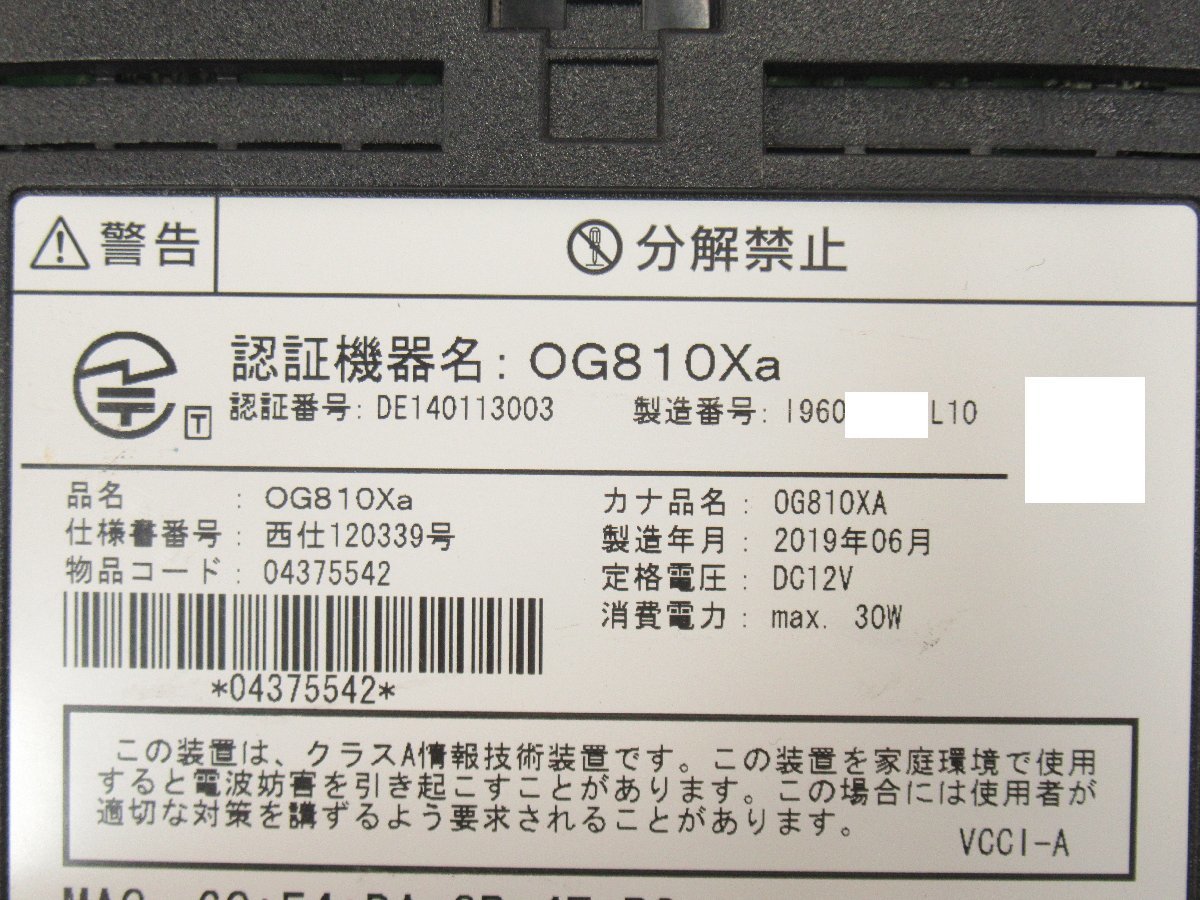 警告
分解禁止
認証機器名: OG810Xa
T
認証番号: DE140113003 製造番号: I960 L10
品名 : OG810Xa カナ品名 : OG810XA
仕様書番号 : 西仕120339号 製造年月 : 2019年06月
物品コード : 04375542 定格電圧 : DC12V
消費電力 : max. 30W
*04375542*
この装置は、クラスA情報技術装置です。この装置を家庭環境で使用
すると電波妨害を引き起こすことがあります。この場合には使用者が
適切な対策を講ずるよう要求されることがあります。
VCCI-A